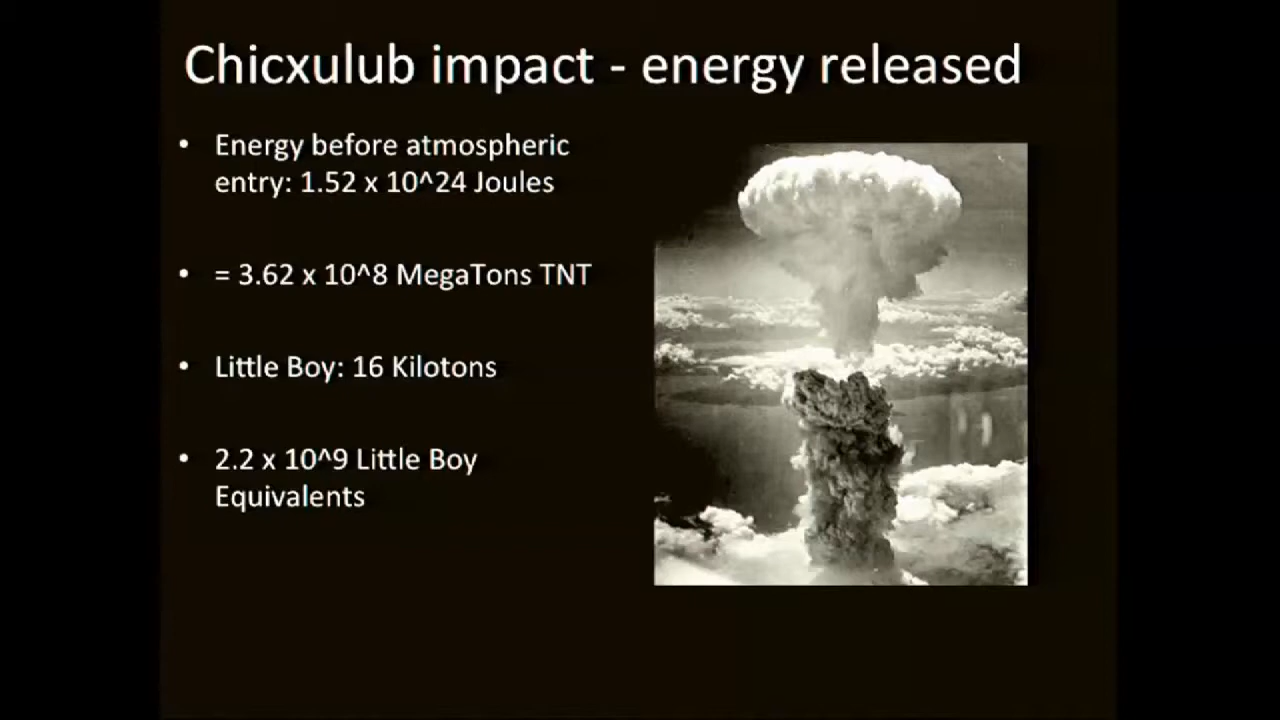 Chicxulub impact - energy released
• Energy before atmospheric
entry: 1.52 x 10^24 Joules
• = 3.62 x 10^8 MegaTons TNT
• Little Boy: 16 Kilotons
• 2.2 x 10^9 Little Boy
Equivalents